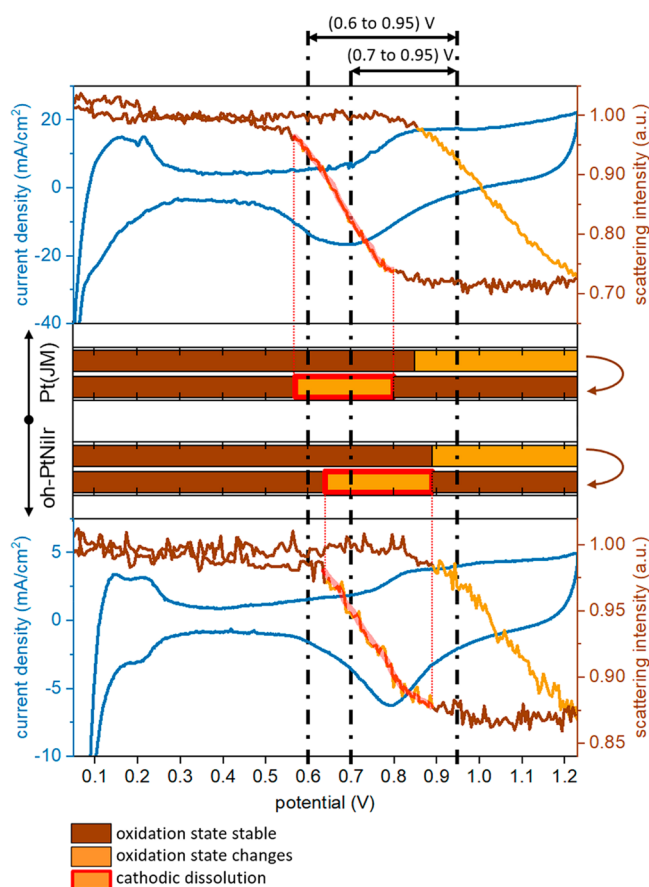 (0.6 to 0.95) V
(0.7 to 0.95) V
current density (mA/cm²)
20
0
-20
-40
scattering intensity (a.u.)
1.00
0.90
0.80
0.70
Pt(JM)
oh-PtNiIr
current density (mA/cm²)
5
0
-5
-10
scattering intensity (a.u.)
1.00
0.95
0.90
0.85
0.1 0.2 0.3 0.4 0.5 0.6 0.7 0.8 0.9 1.0 1.1 1.2
potential (V)
oxidation state stable
oxidation state changes
cathodic dissolution